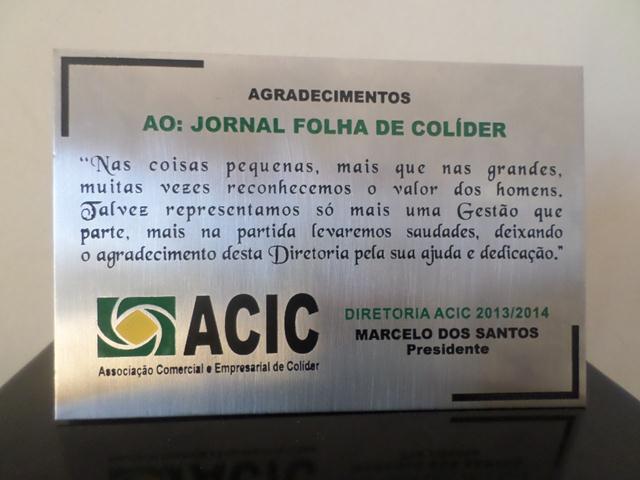 AGRADECIMENTOS
AO: JORNAL FOLHA DE COLÍDER
“Nas coisas pequenas, mais que nas grandes,
muitas vezes reconhecemos o valor dos homens.
Talvez representamos só mais uma Gestão que
parte, mais na partida levaremos saudades, deixando
o agradecimento desta Diretoria pela sua ajuda e dedicação."
ACIC
Associação Comercial e Empresarial de Colíder
DIRETORIA ACIC 2013/2014
MARCELO DOS SANTOS
Presidente